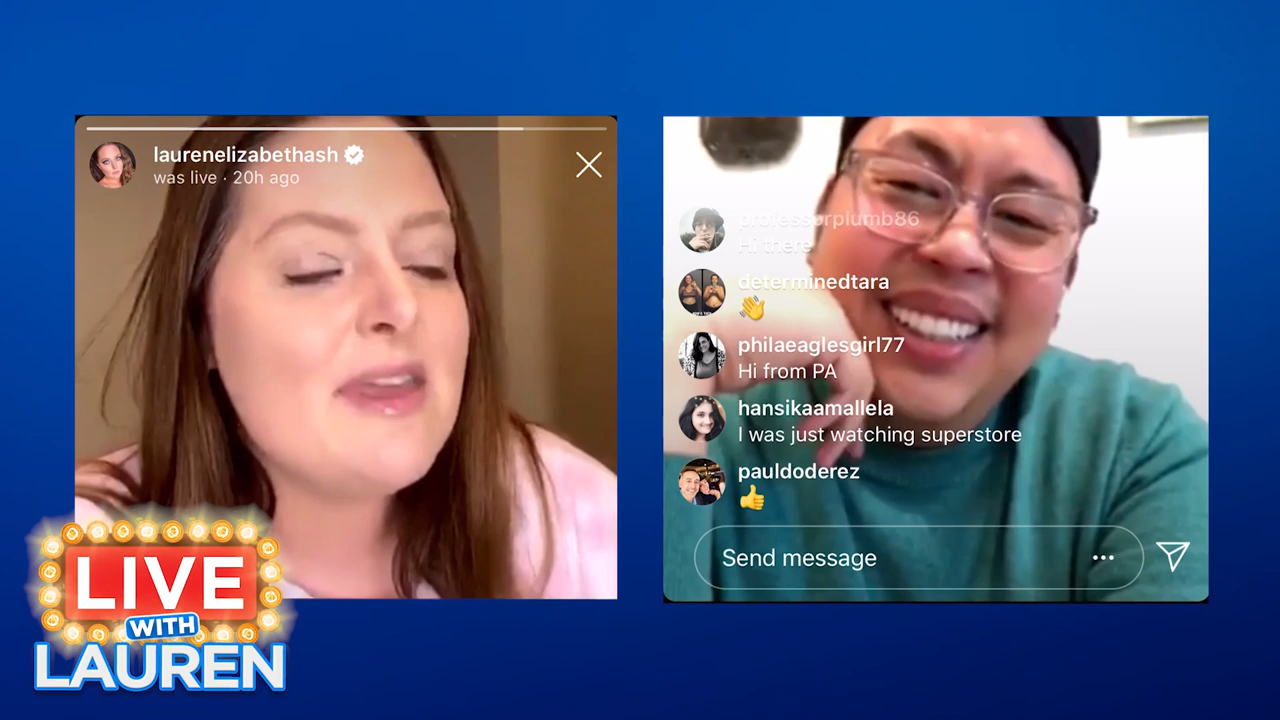 laurenelizabethash
was live · 20h ago
professorplumb86
Hi there
determinedtara
👋
philaeaglesgirl77
Hi from PA
hansikaamallela
I was just watching superstore
pauldoderez
👍
Send message
LIVE
WITH
LAUREN